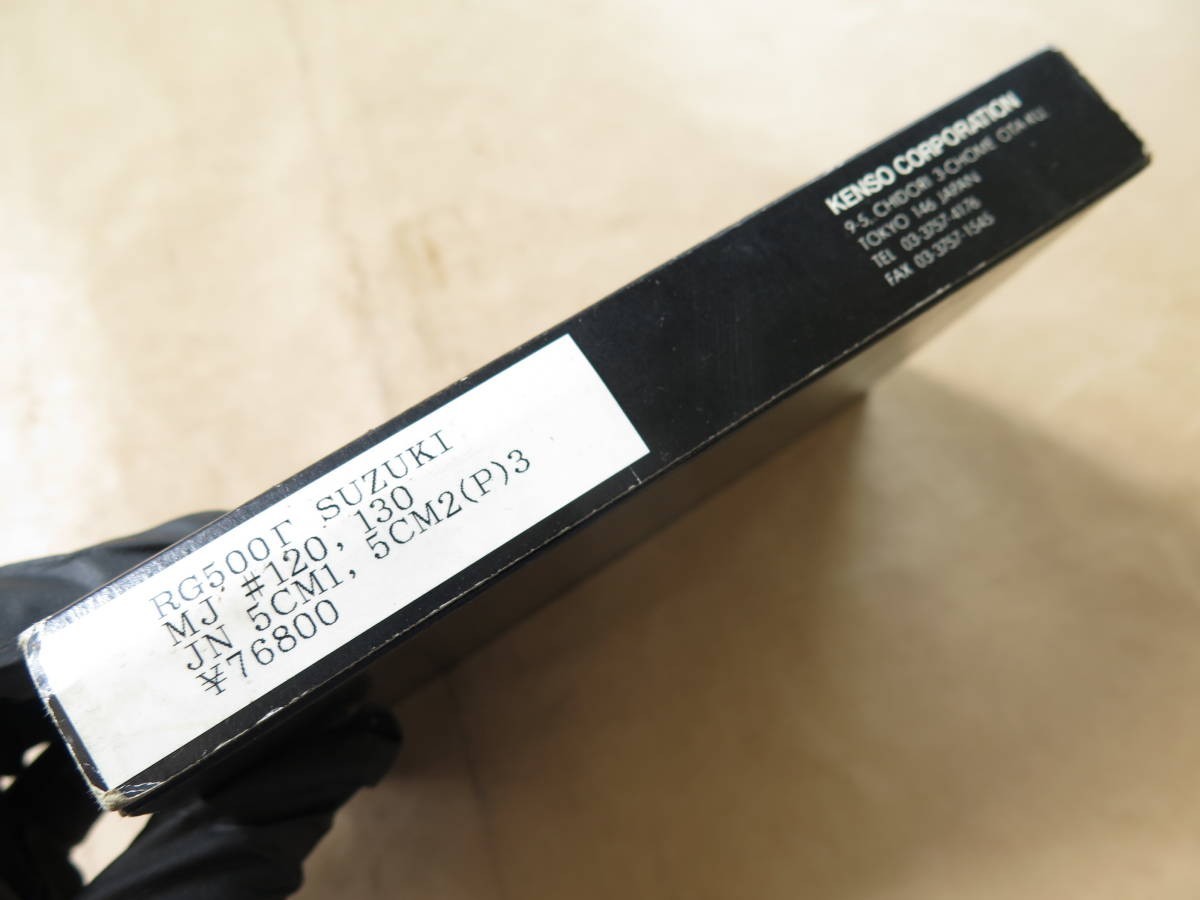 RG500Γ SUZUKI
MJ #120, 130
JN 5CM1, 5CM2(P)3
¥76800
KENSO CORPORATION
9-5, CHIDORI 3-CHOME OTA-KU.
TOKYO 146 JAPAN
TEL 03-3757-4176
FAX 03-3757-1545